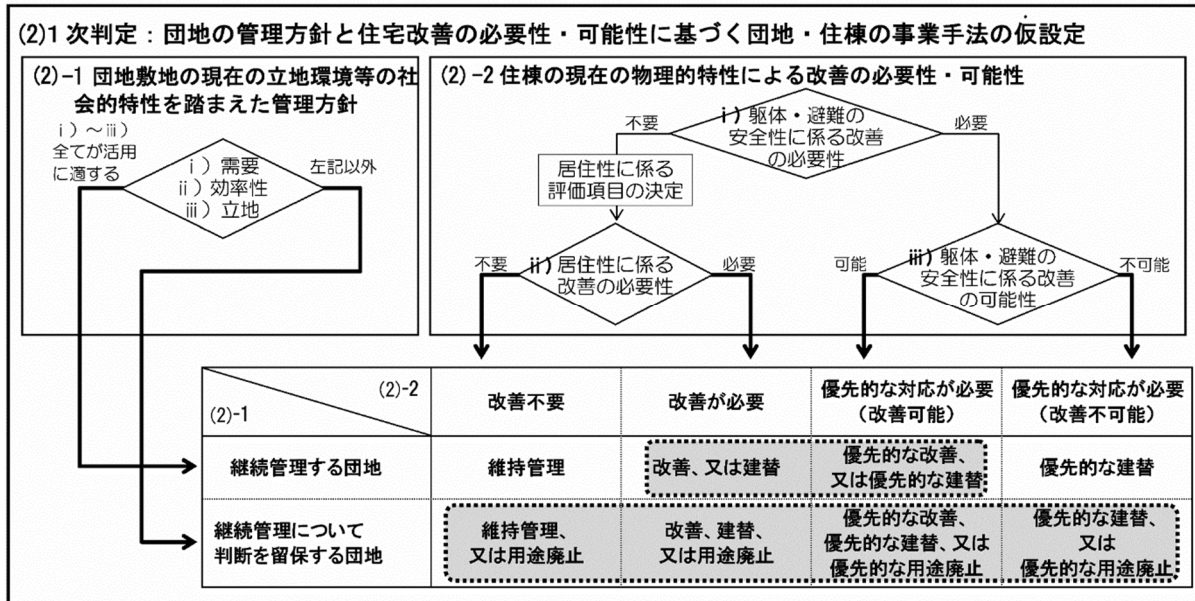 (2)1次判定：団地の管理方針と住宅改善の必要性・可能性に基づく団地・住棟の事業手法の仮設定
(2)-1 団地敷地の現在の立地環境等の社
会的特性を踏まえた管理方針
ⅰ）～ⅲ）
全てが活用
に適する
ⅰ）需要
ⅱ）効率性
ⅲ）立地
左記以外
(2)-2 住棟の現在の物理的特性による改善の必要性・可能性
不要
ⅰ）躯体・避難の
安全性に係る改善
の必要性
必要
居住性に係る
評価項目の決定
不要
ⅱ）居住性に係る
改善の必要性
必要
可能
ⅲ）躯体・避難の
安全性に係る改善
の可能性
不可能
(2)-2
(2)-1
改善不要
改善が必要
優先的な対応が必要
（改善可能）
優先的な対応が必要
（改善不可能）
継続管理する団地
維持管理
改善、又は建替
優先的な改善、
又は優先的な建替
優先的な建替
継続管理について
判断を留保する団地
維持管理、
又は用途廃止
改善、建替、
又は用途廃止
優先的な改善、
優先的な建替、又は
優先的な用途廃止
優先的な建替、
又は
優先的な用途廃止